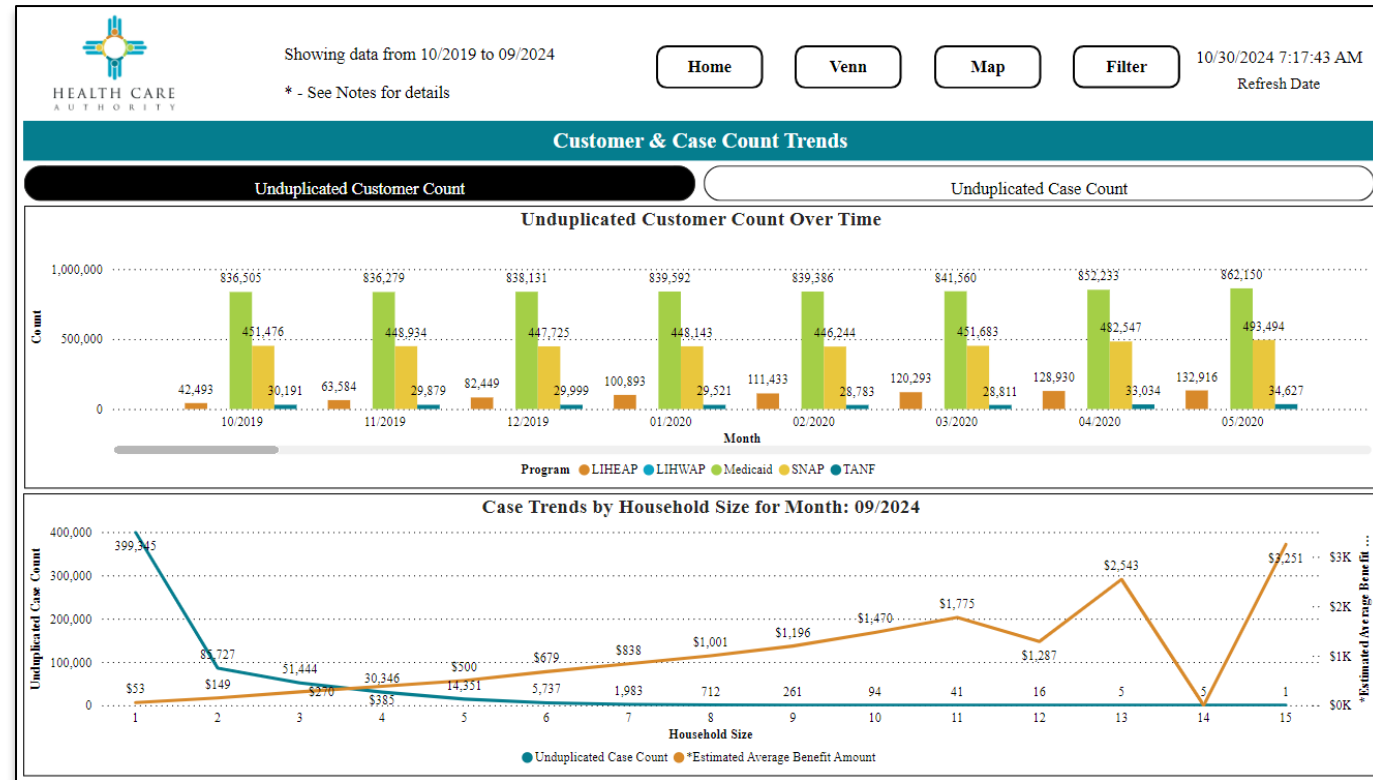 HEALTH CARE
AUTHORITY
Showing data from 10/2019 to 09/2024
* - See Notes for details
Home
Venn
Map
Filter
10/30/2024 7:17:43 AM
Refresh Date
Customer & Case Count Trends
Unduplicated Customer Count
Unduplicated Case Count
Unduplicated Customer Count Over Time
Count
1,000,000
500,000
0
42,493 836,505 451,476 30,191
63,584 836,279 448,934 29,879
82,449 838,131 447,725 29,999
100,893 839,592 448,143 29,521
111,433 839,386 446,244 28,783
120,293 841,560 451,683 28,811
128,930 852,233 482,547 33,034
132,916 862,150 493,494 34,627
10/2019 11/2019 12/2019 01/2020 02/2020 03/2020 04/2020 05/2020
Month
Program LIHEAP LIHWAP Medicaid SNAP TANF
Case Trends by Household Size for Month: 09/2024
Unduplicated Case Count
400,000
300,000
200,000
100,000
0
399,345 85,727 51,444 30,346 14,351 5,737 1,983 712 261 94 41 16 5 5 1
$53 $149 $270 $385 $500 $679 $838 $1,001 $1,196 $1,470 $1,775 $1,287 $2,543 $3,251
$3K
$2K
$1K
$0K
*Estimated Average Benefit ...
1 2 3 4 5 6 7 8 9 10 11 12 13 14 15
Household Size
Unduplicated Case Count *Estimated Average Benefit Amount